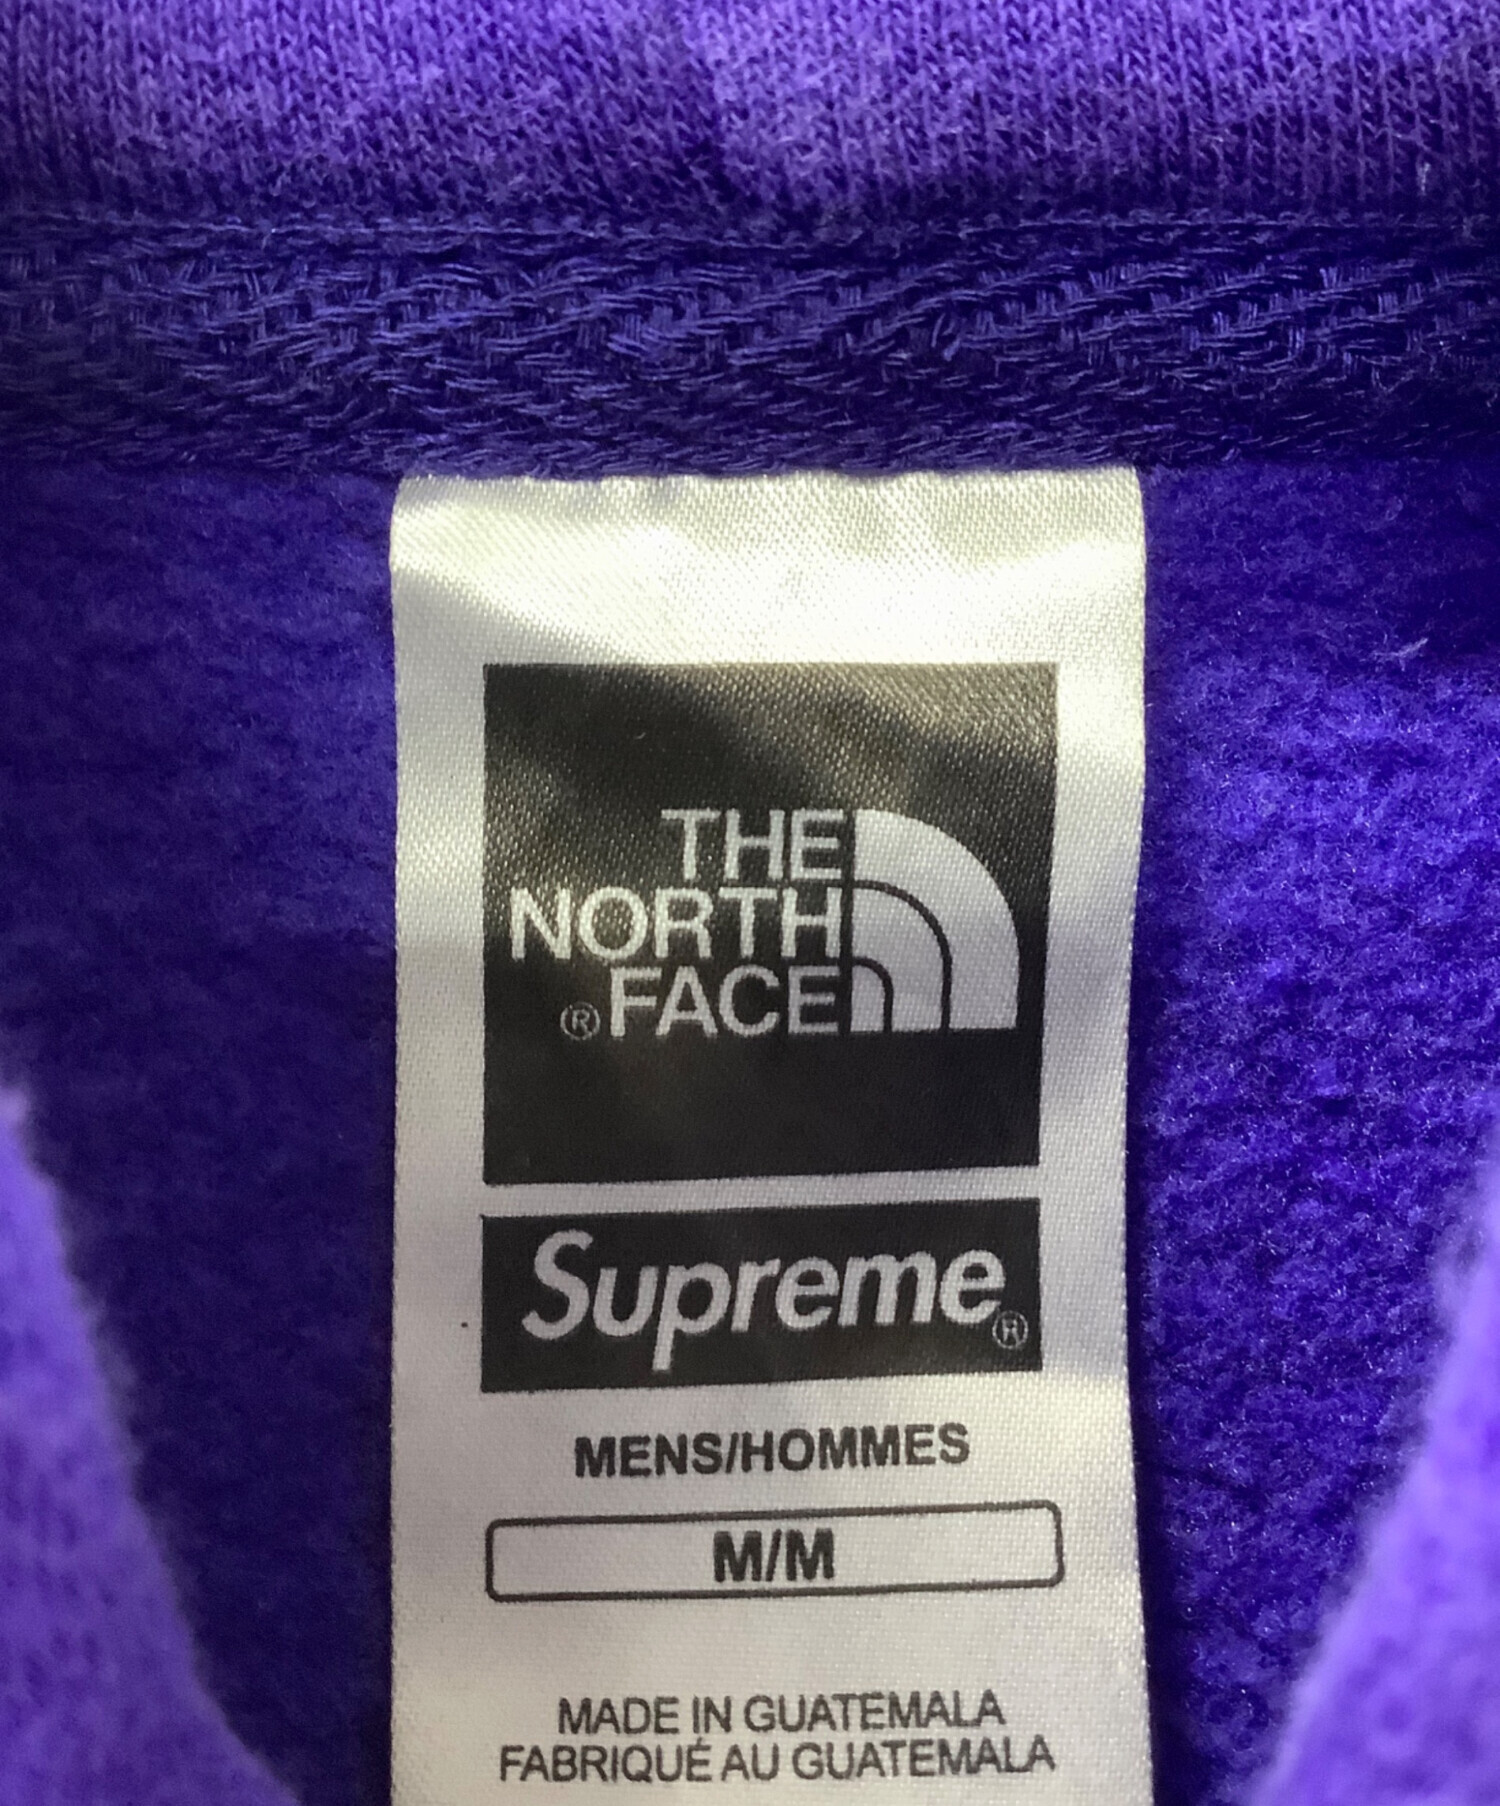 THE
NORTH
®FACE
Supreme®
MENS/HOMMES
M/M
MADE IN GUATEMALA
FABRIQUÉ AU GUATEMALA